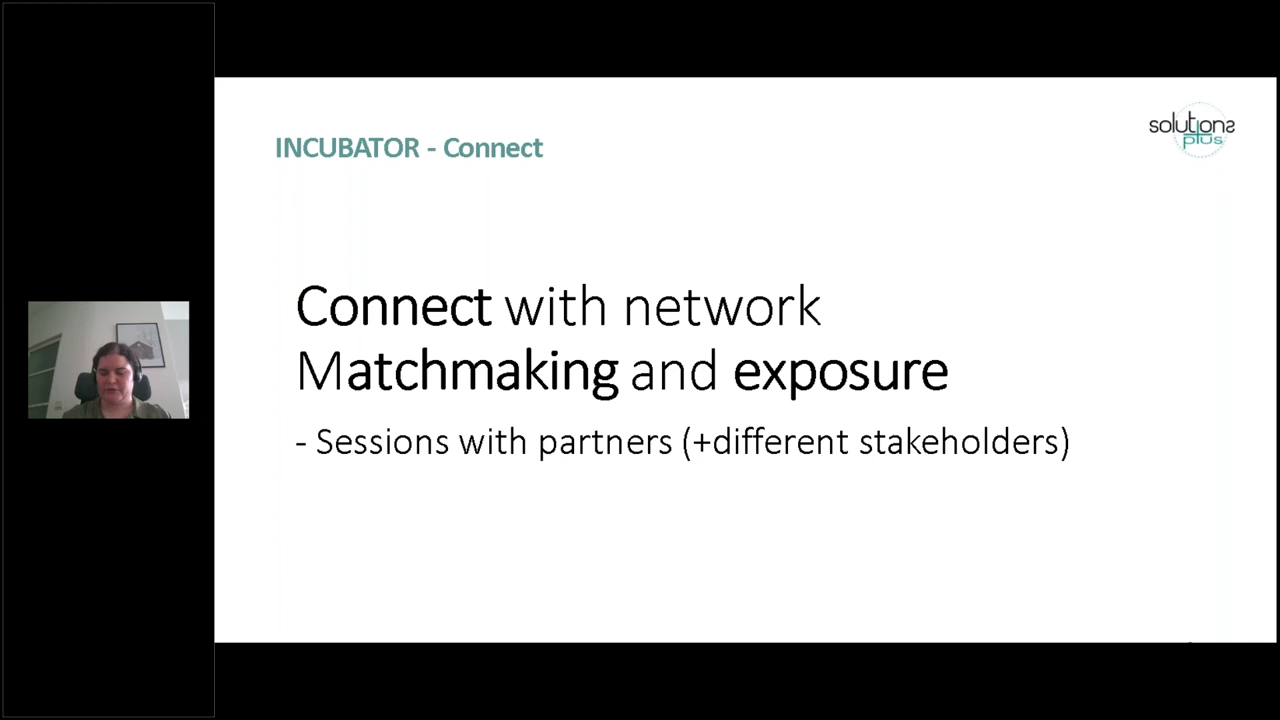 INCUBATOR - Connect
solutions
plus
Connect with network
Matchmaking and exposure
- Sessions with partners (+different stakeholders)